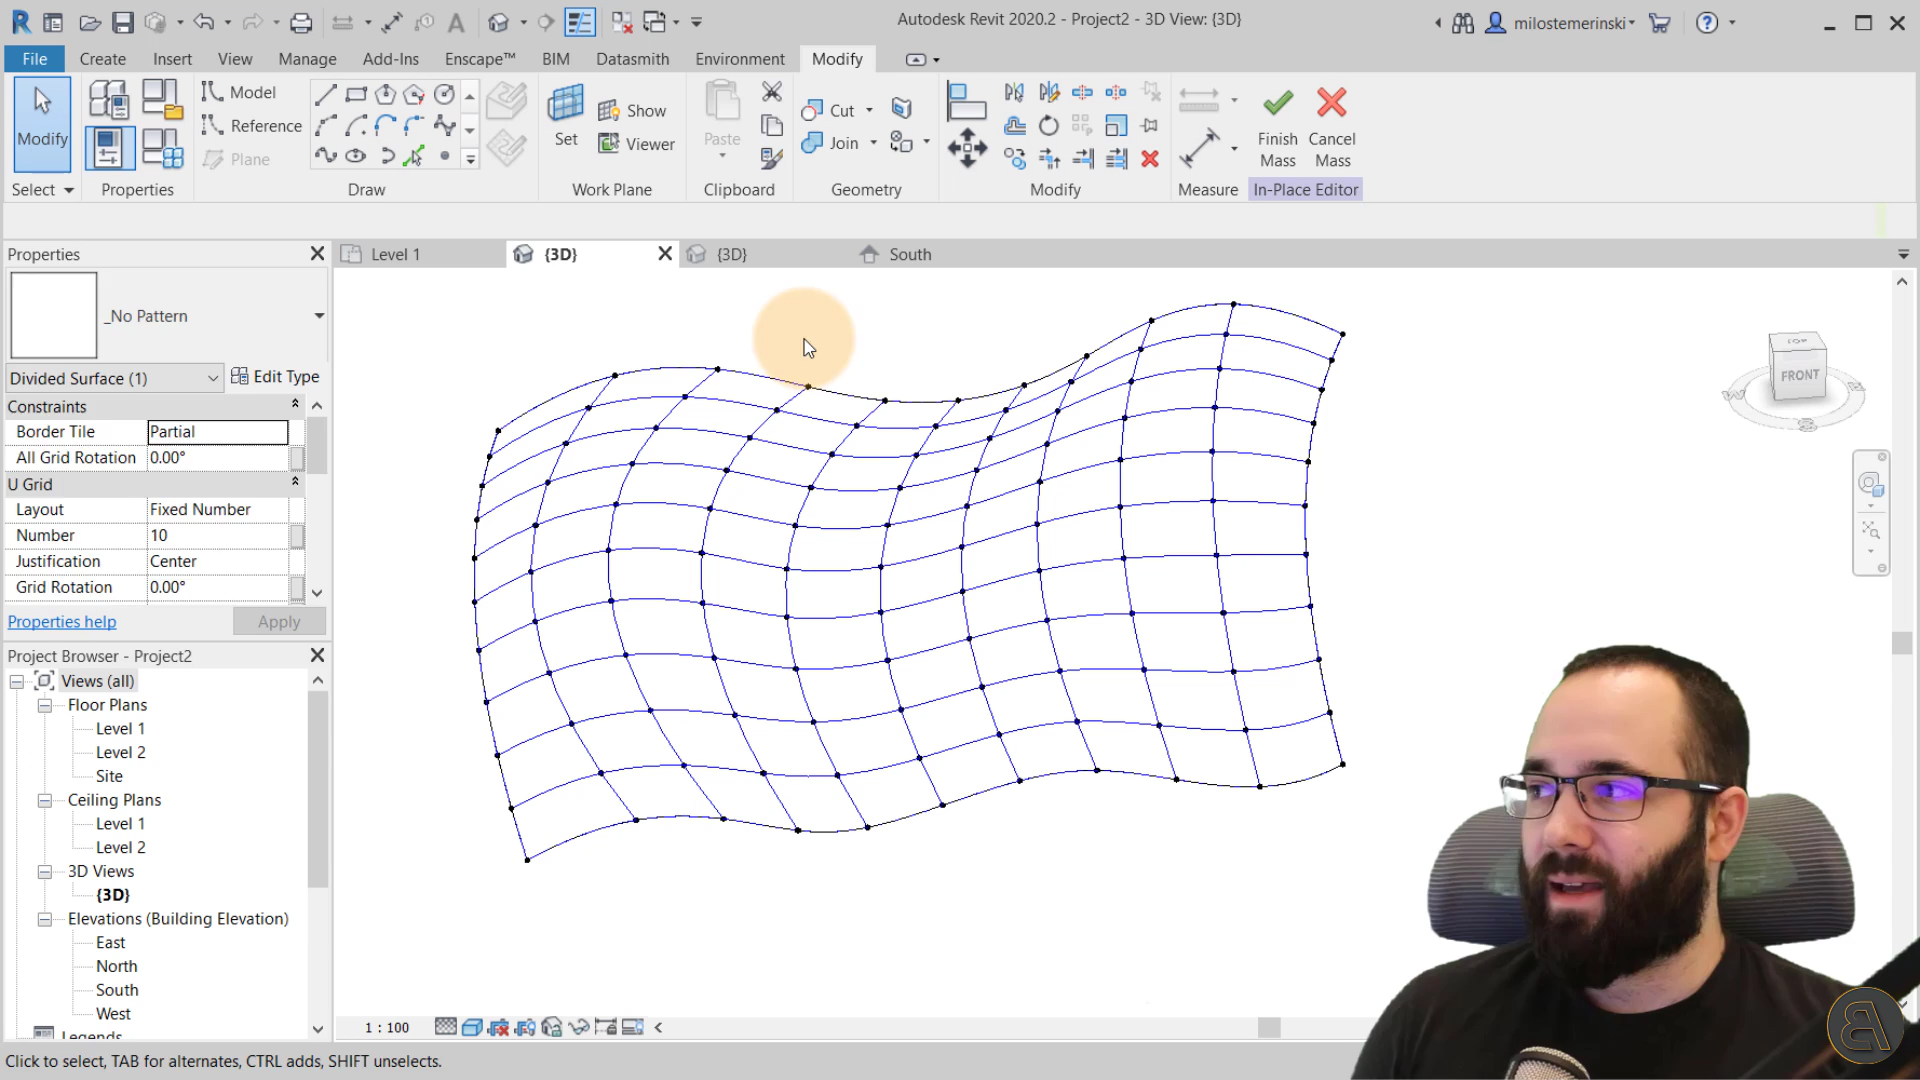 Autodesk Revit 2020.2 - Project2 - 3D View: {3D}
milostemerinski
File Create Insert View Manage Add-Ins Enscape™ BIM Datasmith Environment Modify
Modify
Model
Reference
Plane
Set
Show
Viewer
Paste
Cut
Join
Finish Mass
Cancel Mass
Select Properties Draw Work Plane Clipboard Geometry Modify Measure In-Place Editor
Properties
Level 1
{3D}
{3D}
South
_No Pattern
Divided Surface (1)
Edit Type
Constraints
Border Tile Partial
All Grid Rotation 0.00°
U Grid
Layout Fixed Number
Number 10
Justification Center
Grid Rotation 0.00°
Properties help
Apply
Project Browser - Project2
Views (all)
Floor Plans
Level 1
Level 2
Site
Ceiling Plans
Level 1
Level 2
3D Views
{3D}
Elevations (Building Elevation)
East
North
South
West
Legends
TOP
FRONT
1 : 100
Click to select, TAB for alternates, CTRL adds, SHIFT unselects.